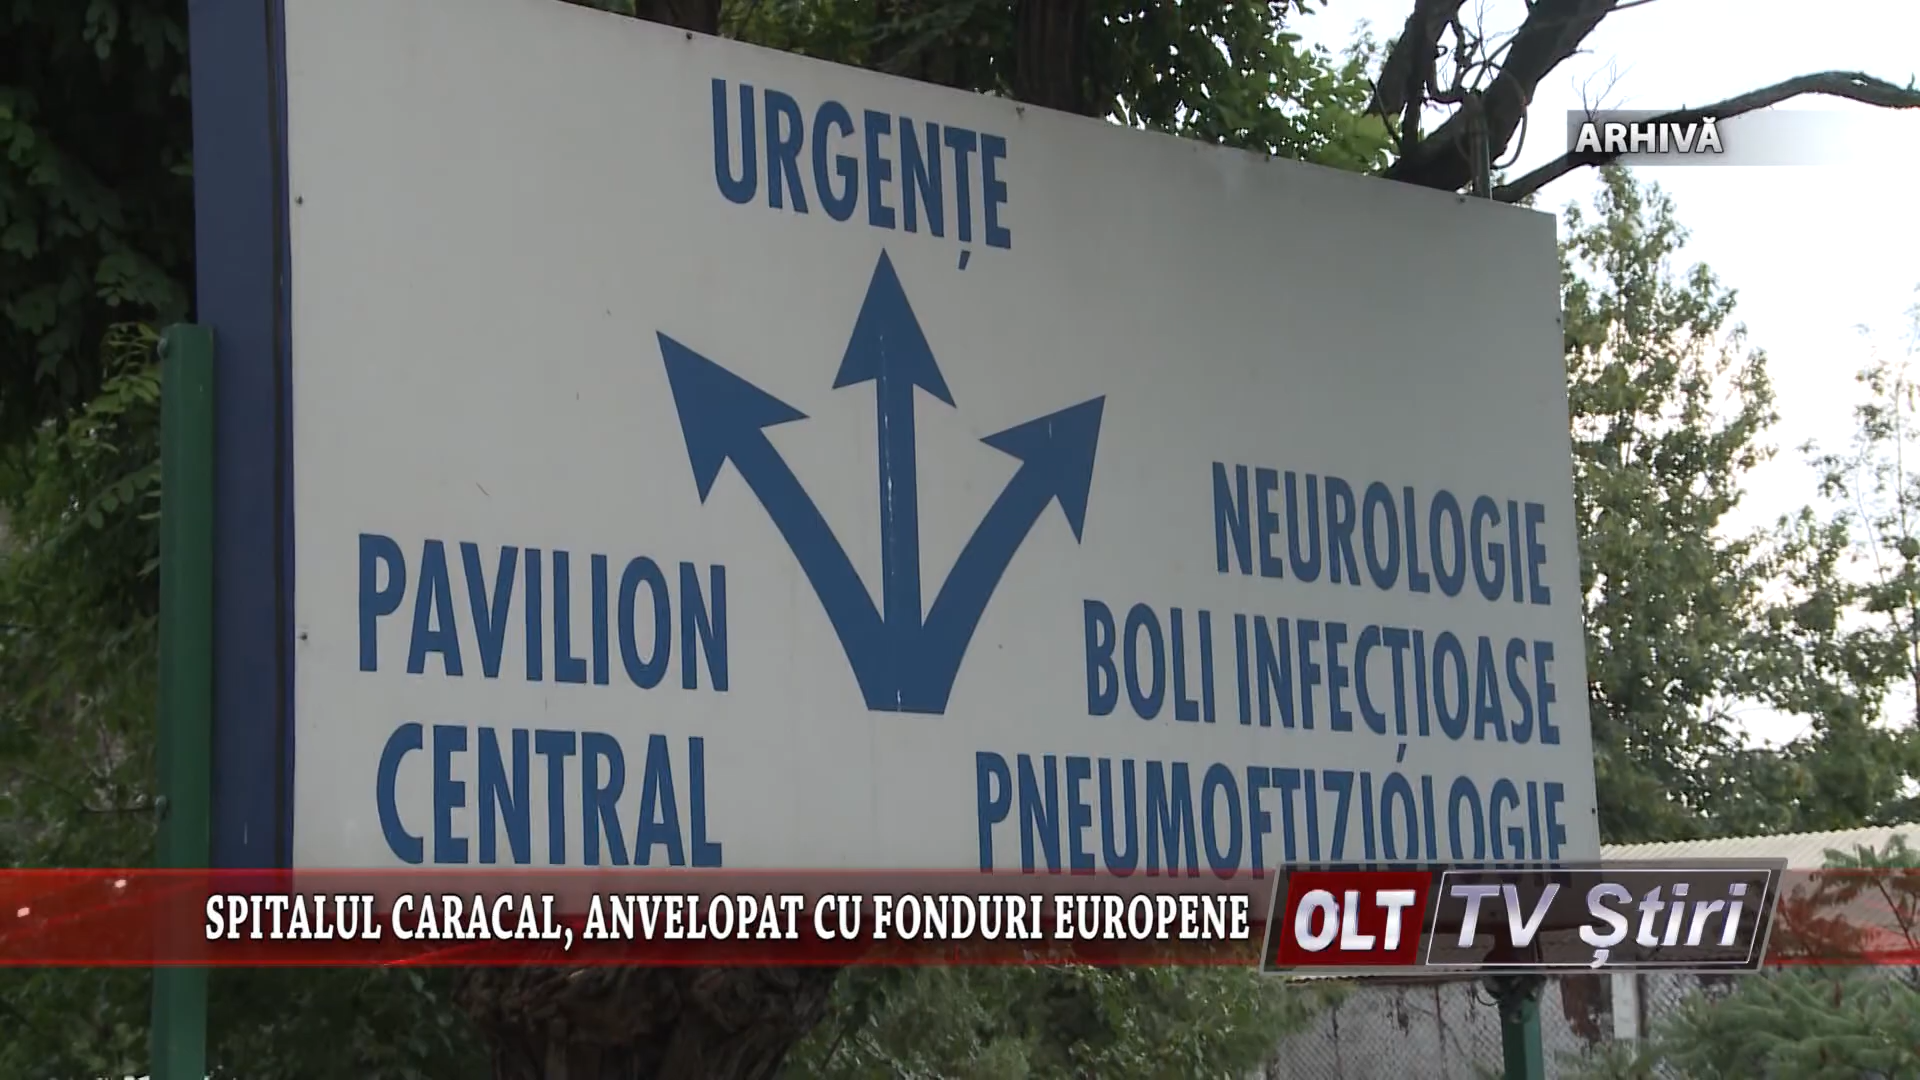 URGENȚE
ARHIVĂ
PAVILION
CENTRAL
NEUROLOGIE
BOLI INFECȚIOASE
PNEUMOFTIZIOLOGIE
SPITALUL CARACAL, ANVELOPAT CU FONDURI EUROPENE
OLT TV Știri